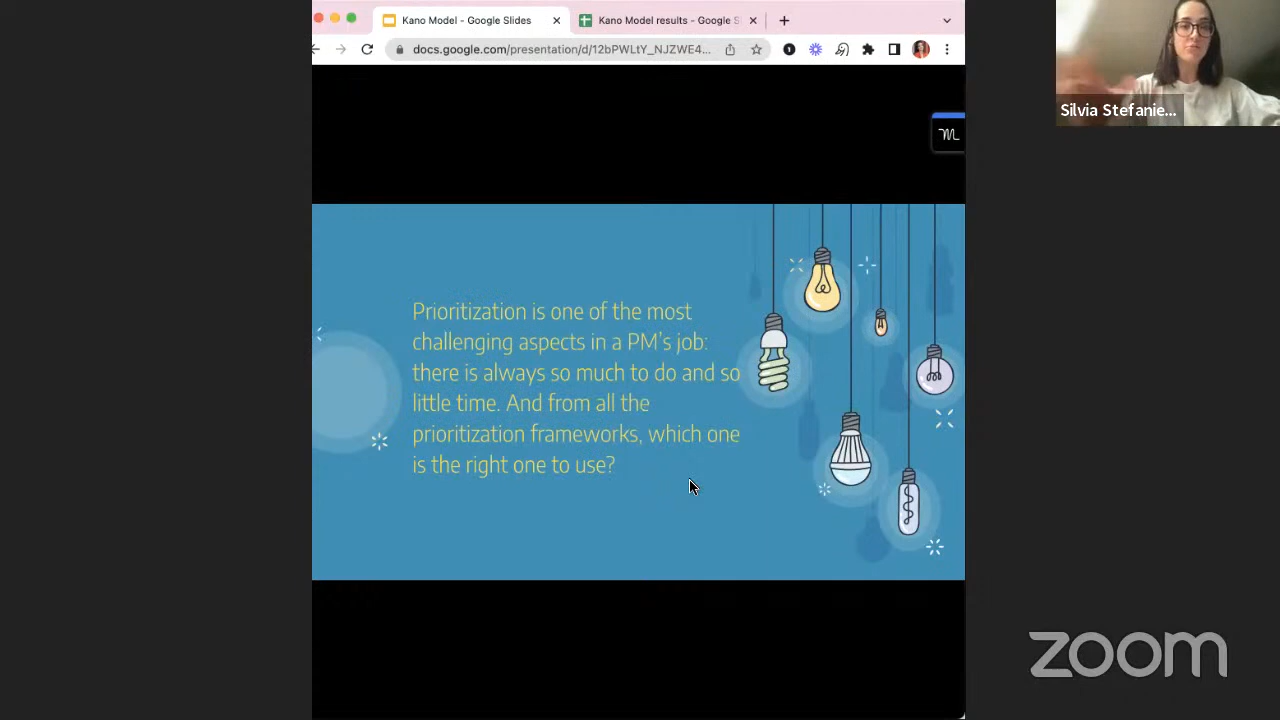 Kano Model - Google Slides
Kano Model results - Google S
docs.google.com/presentation/d/12bPWLtY_NJZWE4...
Silvia Stefanie...
Prioritization is one of the most
challenging aspects in a PM's job:
there is always so much to do and so
little time. And from all the
prioritization frameworks, which one
is the right one to use?
zoom